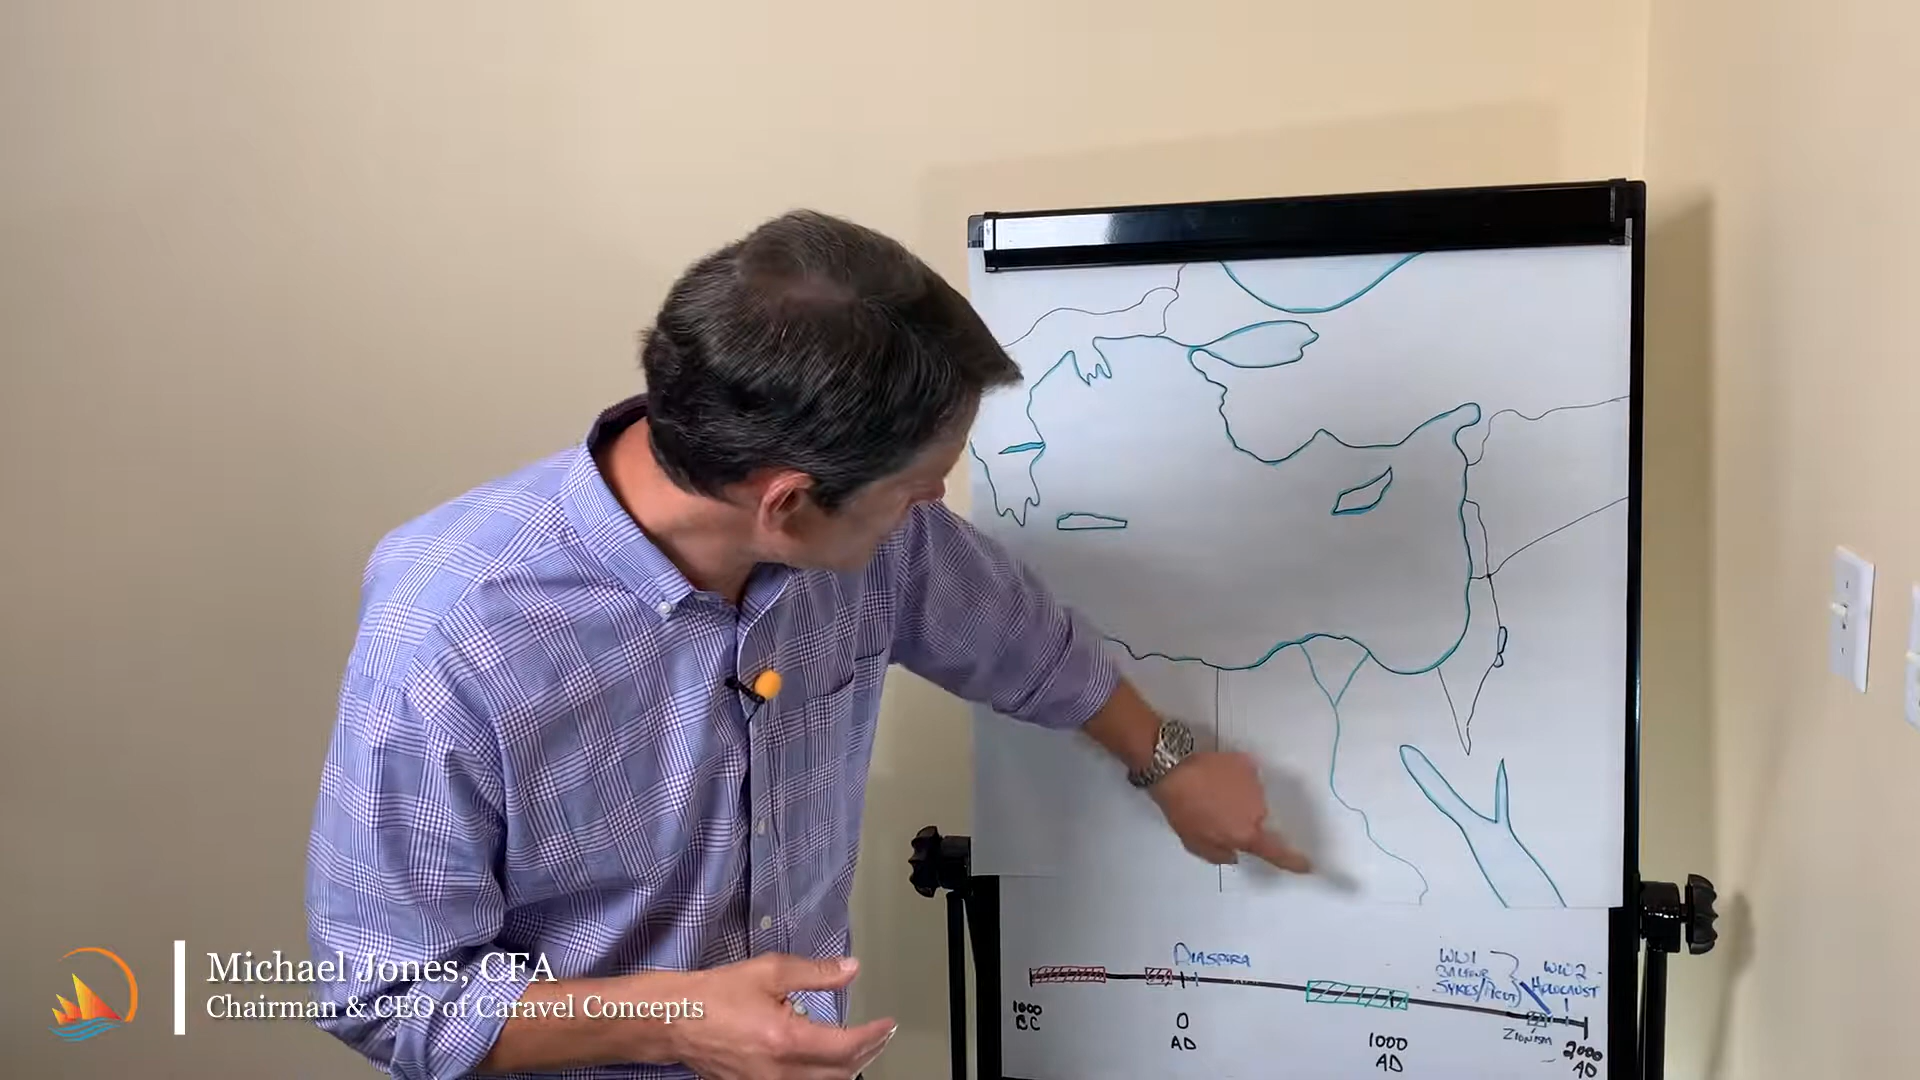 Michael Jones, CFA
Chairman & CEO of Caravel Concepts
DIASPORA
WW1
BALFOUR
SYKES/PICOT
WW2
HOLOCAUST
1000
BC
0
AD
1000
AD
ZIONISM
2000
AD